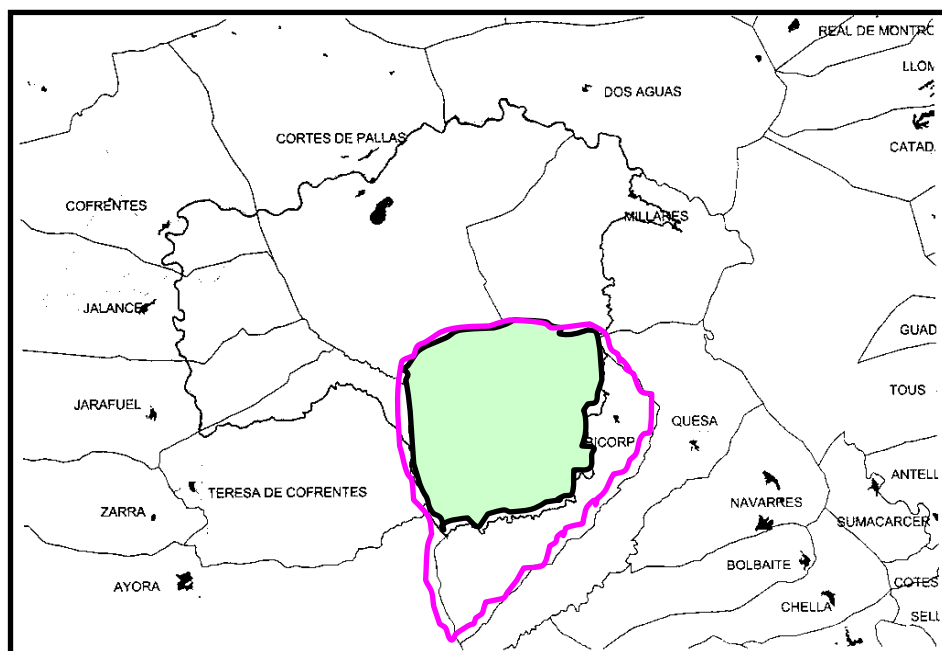 REAL DE MONTRC
LLOM
DOS AGUAS
CORTES DE PALLAS
CATAD.
COFRENTES
MILLARES
JALANCE
GUAD
TOUS
JARAFUEL
QUESA
BICORP
ANTELL
TERESA DE COFRENTES
NAVARRES
ZARRA
SUMACARCER
BOLBAITE
AYORA
COTES
CHELLA
SELL